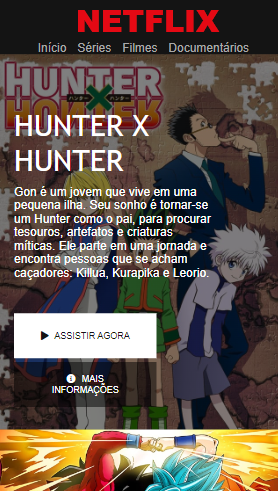 NETFLIX
Início Séries Filmes Documentários
HUNTER
HUNTER
ハンター×ハンター
HUNTER X
HUNTER
Gon é um jovem que vive em uma
pequena ilha. Seu sonho é tornar-se
um Hunter como o pai, para procurar
tesouros, artefatos e criaturas
míticas. Ele parte em uma jornada e
encontra pessoas que se acham
caçadores: Killua, Kurapika e Leorio.
ASSISTIR AGORA
MAIS
INFORMAÇÕES